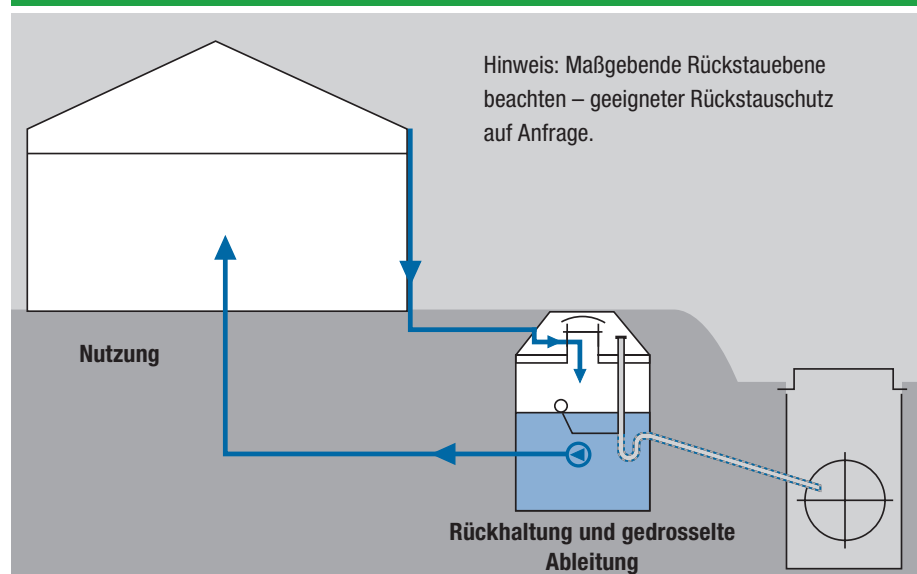 Hinweis: Maßgebende Rückstauebene
beachten – geeigneter Rückstauschutz
auf Anfrage.
Nutzung
Rückhaltung und gedrosselte
Ableitung